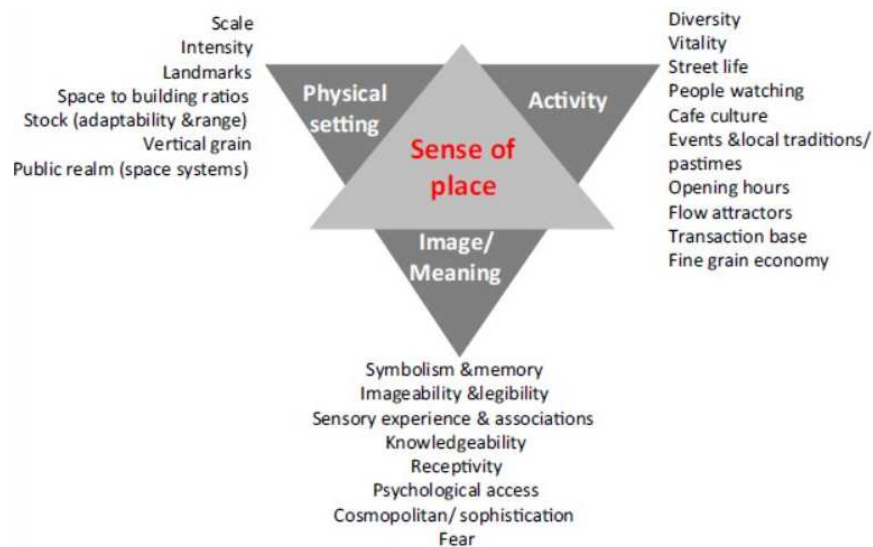 Scale
Intensity
Landmarks
Space to building ratios
Stock (adaptability &range)
Vertical grain
Public realm (space systems)
Physical
setting
Activity
Diversity
Vitality
Street life
People watching
Cafe culture
Events &local traditions/
pastimes
Opening hours
Flow attractors
Transaction base
Fine grain economy
Sense of
place
Image/
Meaning
Symbolism &memory
Imageability &legibility
Sensory experience & associations
Knowledgeability
Receptivity
Psychological access
Cosmopolitan/ sophistication
Fear